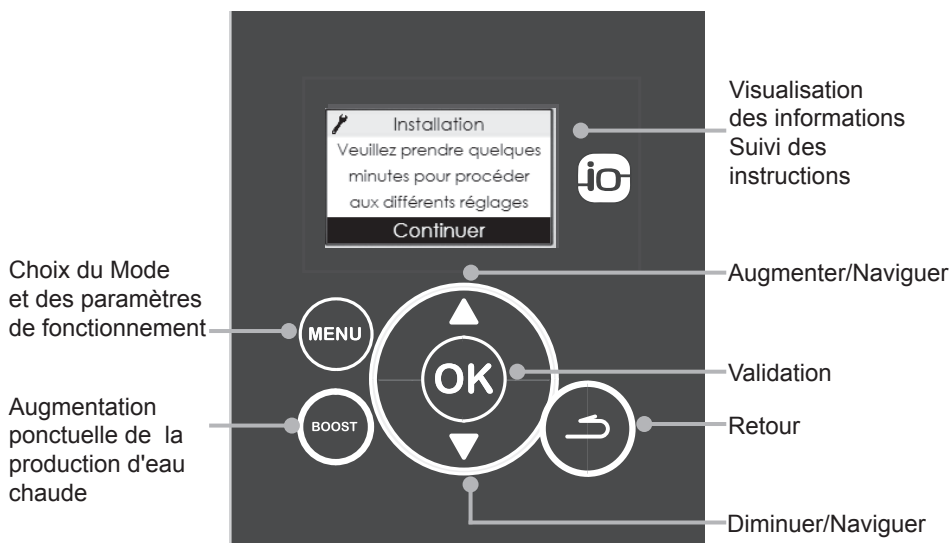 Installation
Veuillez prendre quelques
minutes pour procéder
aux différents réglages
Continuer
io
Visualisation
des informations
Suivi des
instructions
Augmenter/Naviguer
Choix du Mode
et des paramètres
de fonctionnement
MENU
OK
Validation
Augmentation
ponctuelle de la
production d'eau
chaude
BOOST
Retour
Diminuer/Naviguer